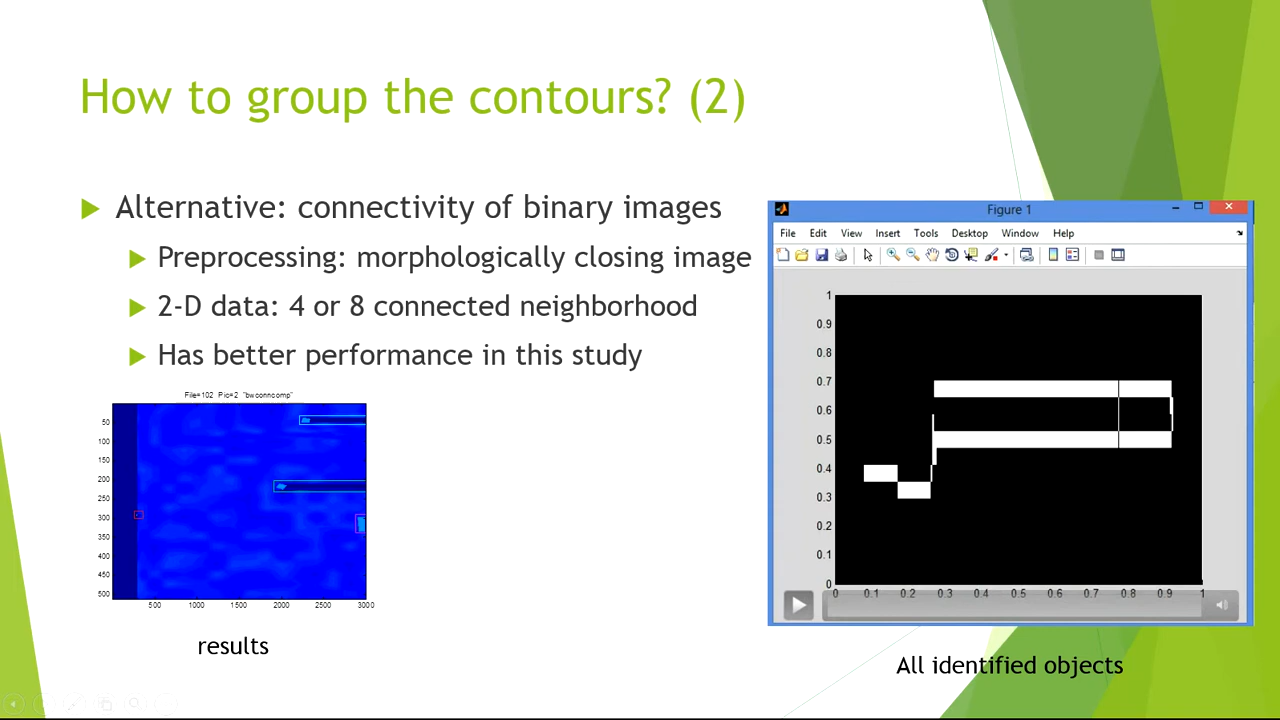 How to group the contours? (2)
Alternative: connectivity of binary images
Preprocessing: morphologically closing image
2-D data: 4 or 8 connected neighborhood
Has better performance in this study
File=102 Pic=2 "bwconncomp"
50
100
150
200
250
300
350
400
450
500
500 1000 1500 2000 2500 3000
results
Figure 1
File Edit View Insert Tools Desktop Window Help
1
0.9
0.8
0.7
0.6
0.5
0.4
0.3
0.2
0.1
0
0 0.1 0.2 0.3 0.4 0.5 0.6 0.7 0.8 0.9 1
All identified objects